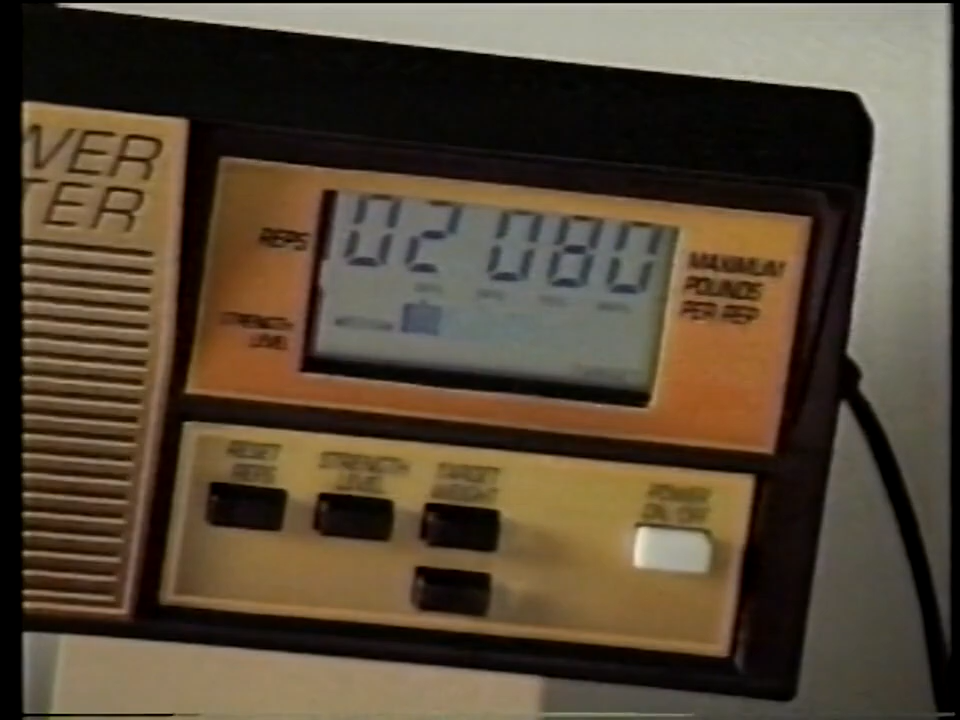 WER
TER
REPS
02 080
MAXIMUM
POUNDS
PER REP
STRENGTH
LEVEL
MEDIUM
RESET
REPS
STRENGTH
LEVEL
TARGET
WEIGHT
POWER
ON/OFF